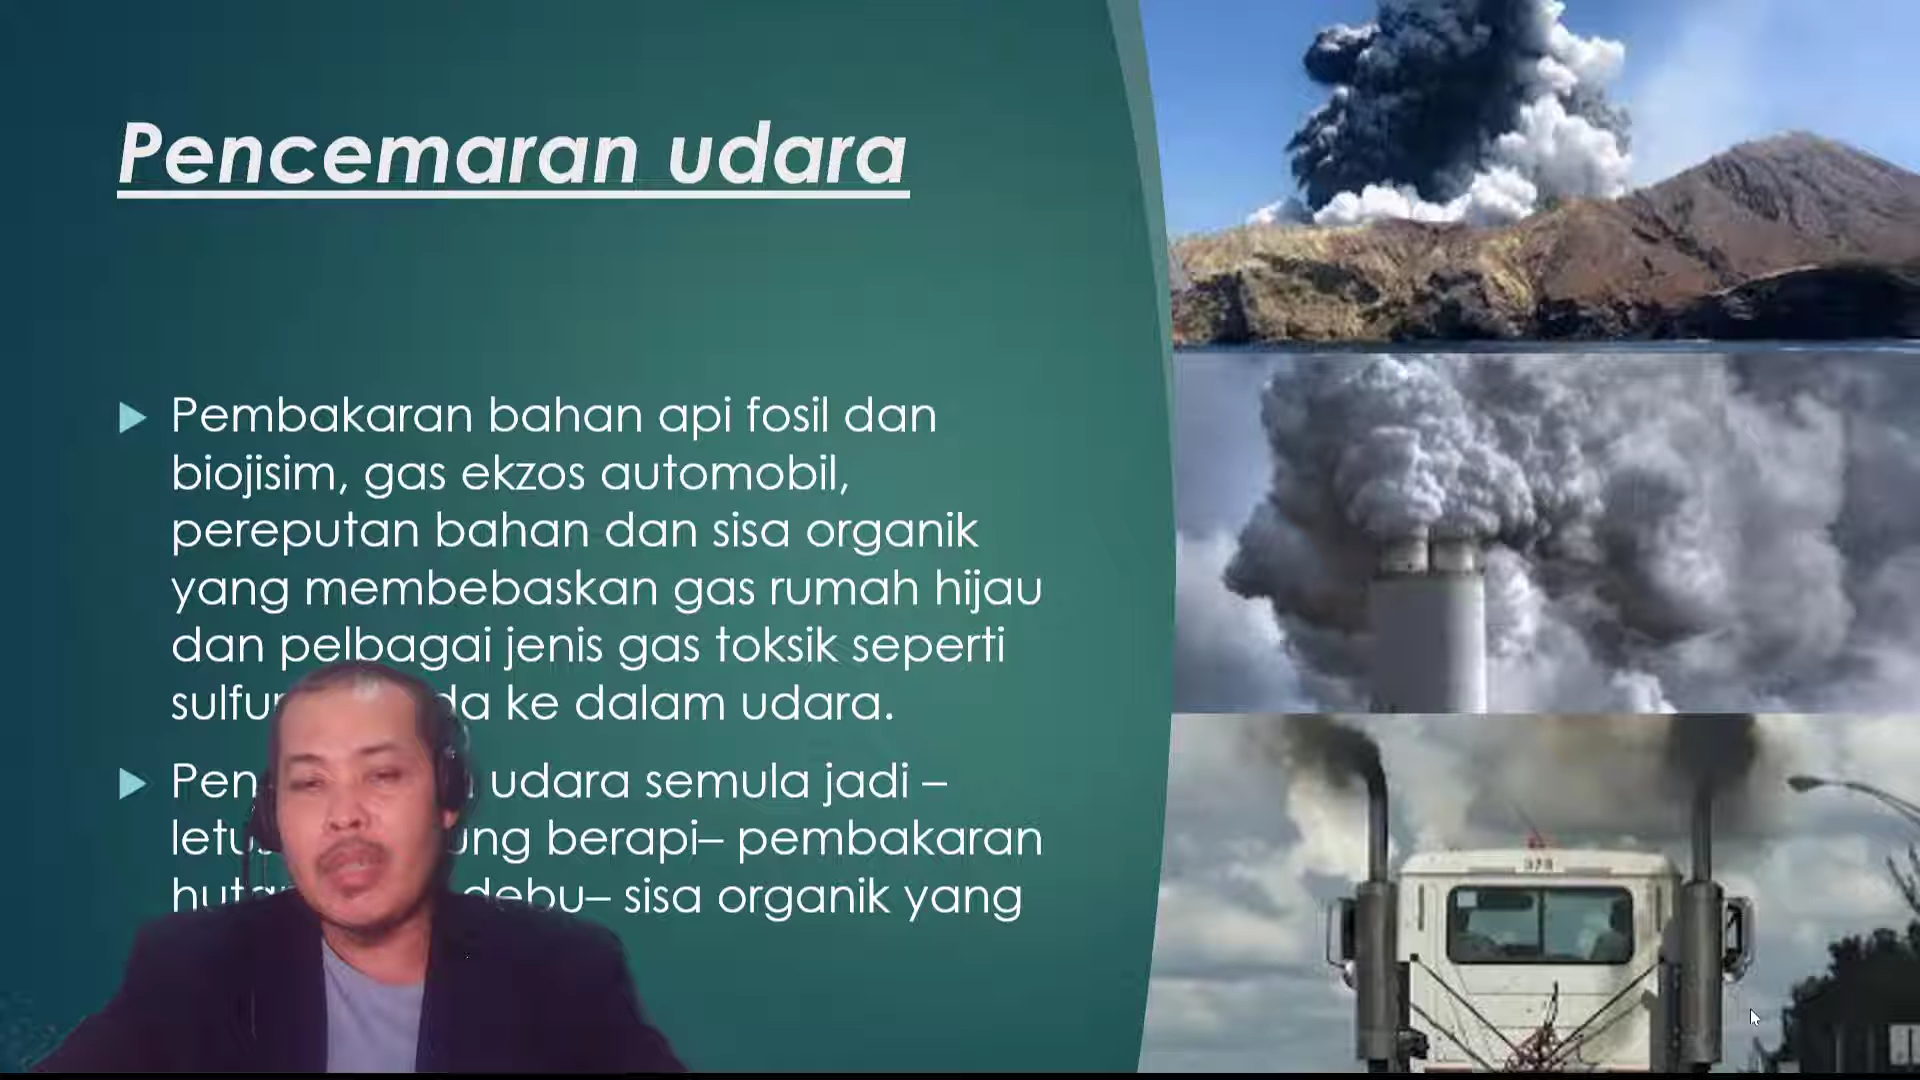 Pencemaran udara
Pembakaran bahan api fosil dan
biojisim, gas ekzos automobil,
pereputan bahan dan sisa organik
yang membebaskan gas rumah hijau
dan pelbagai jenis gas toksik seperti
ke dalam udara.
udara semula jadi –
berapi– pembakaran
debu– sisa organik yang
378